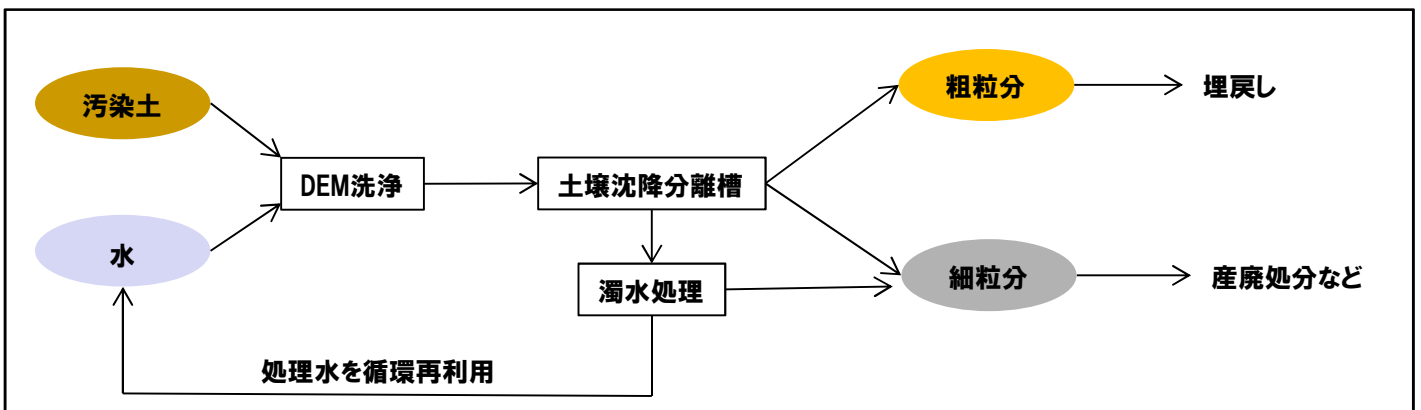 汚染土
水
DEM洗浄
土壌沈降分離槽
濁水処理
粗粒分
埋戻し
細粒分
産廃処分など
処理水を循環再利用